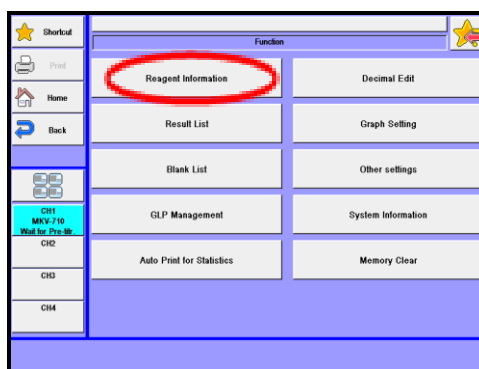 Shortcut
Print
Home
Back
CH1
MKV-710
Wait for Pre-titr.
CH2
CH3
CH4
Function
Reagent Information
Decimal Edit
Result List
Graph Setting
Blank List
Other settings
GLP Management
System Information
Auto Print for Statistics
Memory Clear